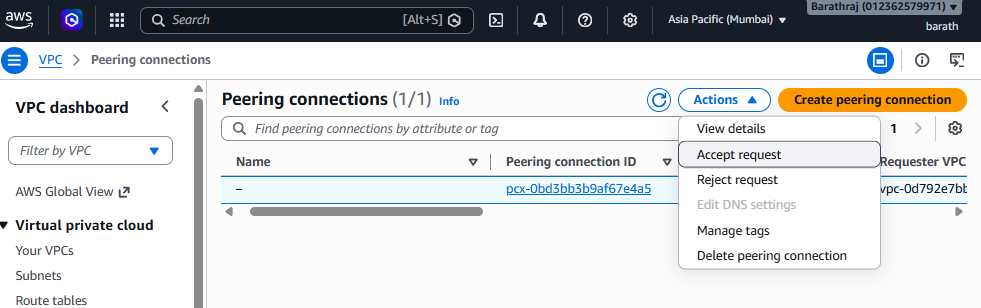 aws
Search
[Alt+S]
Asia Pacific (Mumbai)
Barathraj (012362579971)
barath
VPC
Peering connections
VPC dashboard
Filter by VPC
AWS Global View
Virtual private cloud
Your VPCs
Subnets
Route tables
Peering connections (1/1) Info
Actions
Create peering connection
Find peering connections by attribute or tag
1
View details
Accept request
Reject request
Edit DNS settings
Manage tags
Delete peering connection
Name
Peering connection ID
Requester VPC
–
pcx-0bd3bb3b9af67e4a5
vpc-0d792e7bb